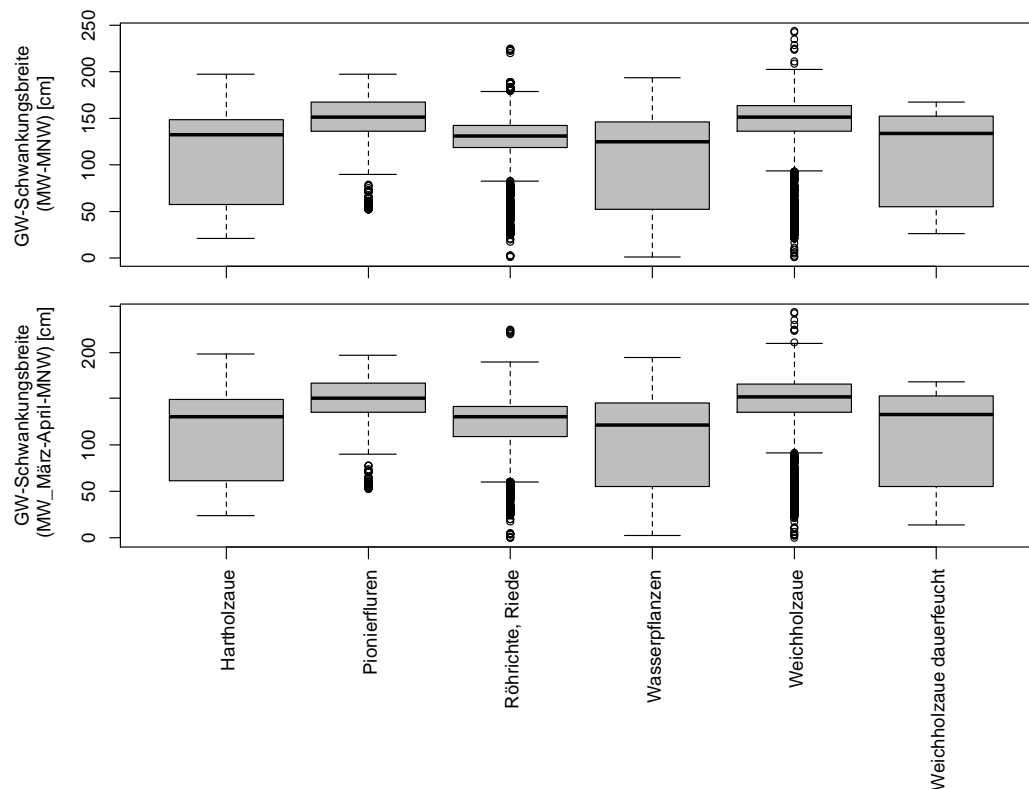 GW-Schwankungsbreite
(MW-MNW) [cm]
250
200
150
100
50
0
GW-Schwankungsbreite
(MW_März-April-MNW) [cm]
200
100
50
0
Hartholzaue
Pionierfluren
Röhrichte, Riede
Wasserpflanzen
Weichholzaue
Weichholzaue dauerfeucht